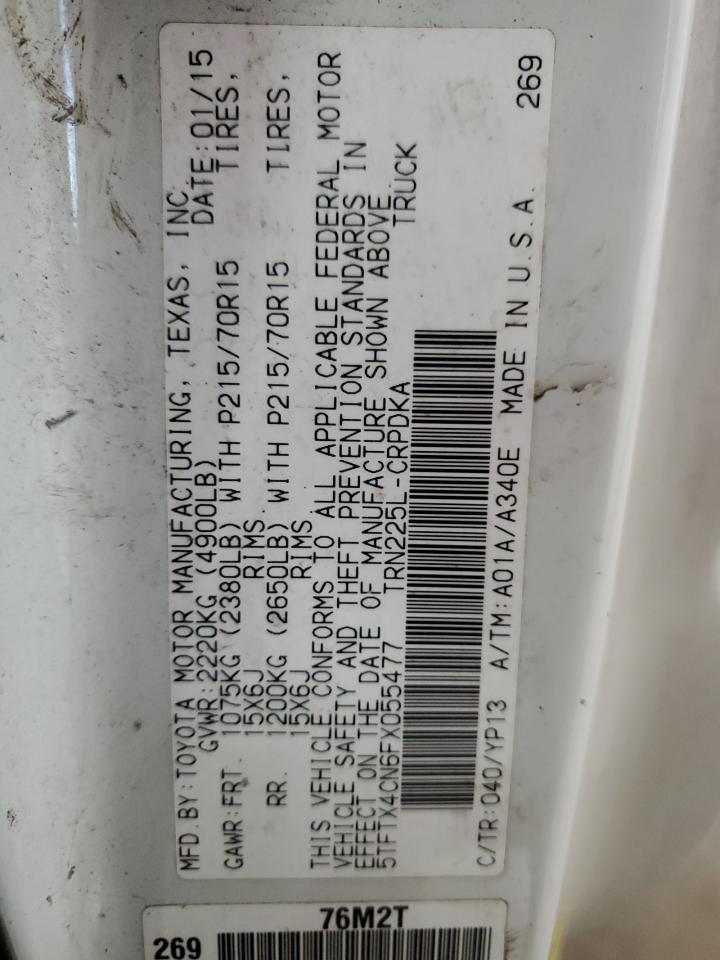 MFD.BY:TOYOTA MOTOR MANUFACTURING, TEXAS, INC.
GVWR:2220KG (4900LB) DATE:01/15
GAWR:FRT. 1075KG (2380LB) WITH P215/70R15 TIRES,
15X6J RIMS.
RR. 1200KG (2650LB) WITH P215/70R15 TIRES,
15X6J RIMS.
THIS VEHICLE CONFORMS TO ALL APPLICABLE FEDERAL MOTOR
VEHICLE SAFETY AND THEFT PREVENTION STANDARDS IN
EFFECT ON THE DATE OF MANUFACTURE SHOWN ABOVE.
5TFTX4CN6FX055477 TRN225L-CRPDKA TRUCK
C/TR:040/YP13 A/TM:A01A/A340E MADE IN U.S.A. 269
76M2T
269